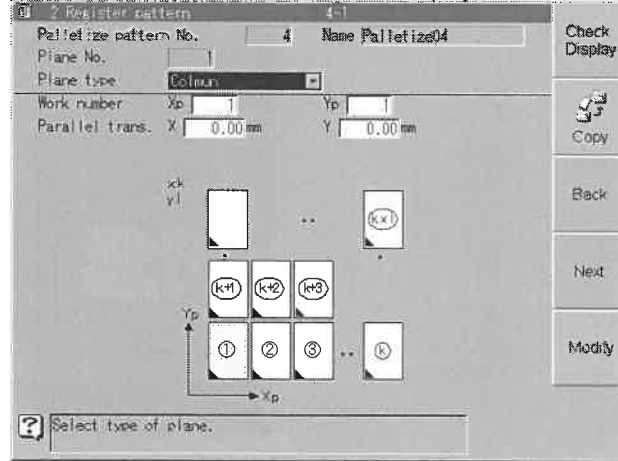 2 Register pattern 4-1
Palletize pattern No. 4 Name Palletize04
Plane No. 1
Plane type Colmun
Work number Xp 1 Yp 1
Parallel trans. X 0.00 mm Y 0.00 mm
xk
yl
.. k×l
k+1 k+2 k+3
Yp
1 2 3 .. k
Xp
Select type of plane.
Check
Display
Copy
Back
Next
Modify